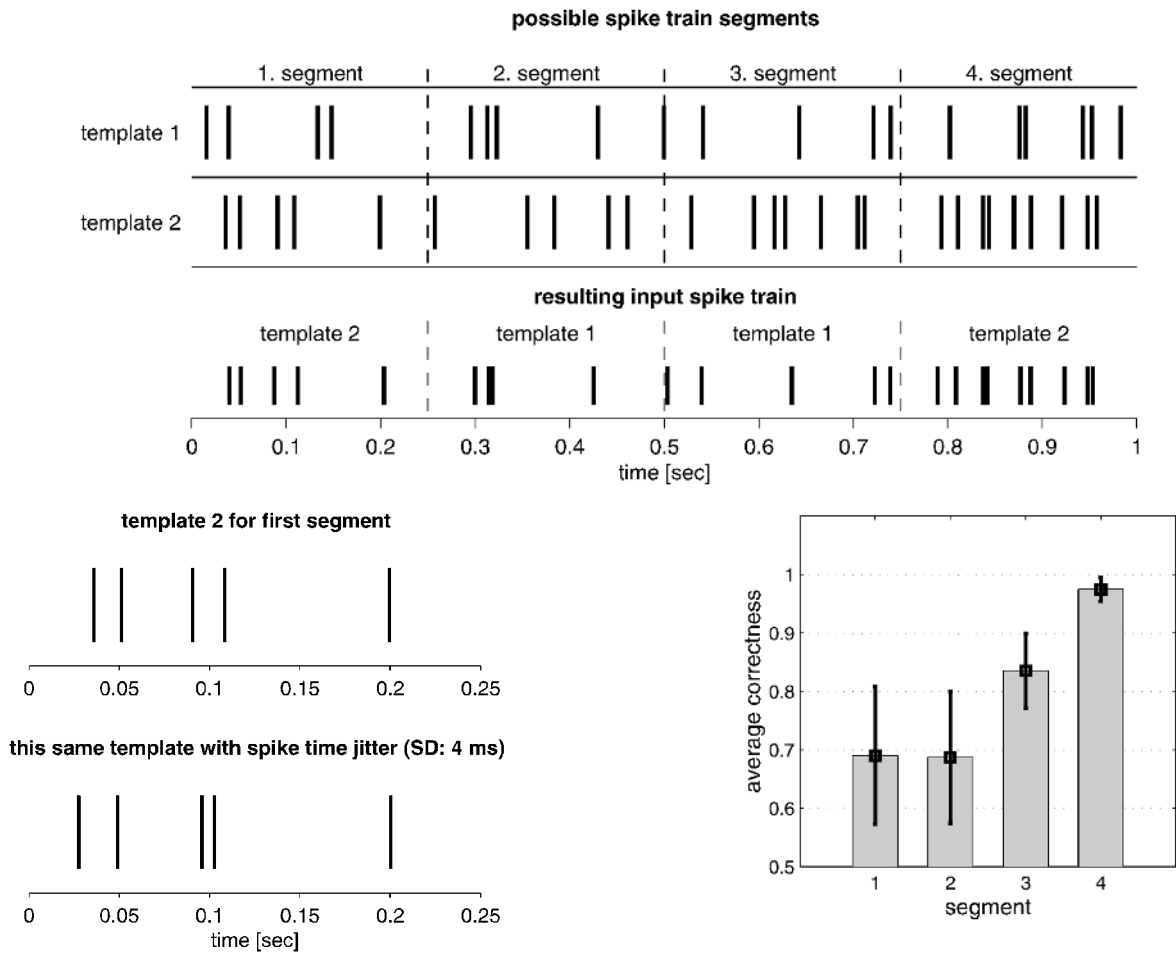 possible spike train segments
1. segment 2. segment 3. segment 4. segment
template 1
template 2
resulting input spike train
template 2 template 1 template 1 template 2
0 0.1 0.2 0.3 0.4 0.5 0.6 0.7 0.8 0.9 1
time [sec]
template 2 for first segment
0 0.05 0.1 0.15 0.2 0.25
this same template with spike time jitter (SD: 4 ms)
0 0.05 0.1 0.15 0.2 0.25
time [sec]
average correctness
1
0.9
0.8
0.7
0.6
0.5
1 2 3 4
segment